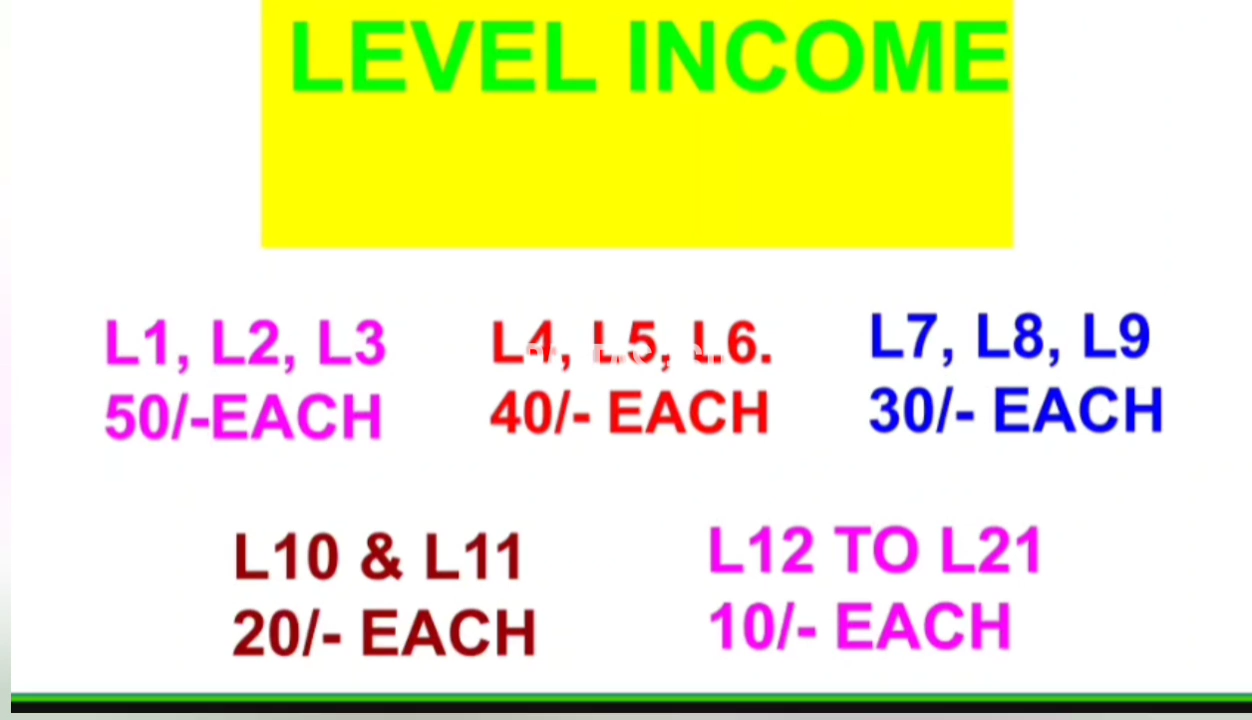 LEVEL INCOME
L1, L2, L3
50/-EACH
L4, L5, L6.
40/- EACH
L7, L8, L9
30/- EACH
L10 & L11
20/- EACH
L12 TO L21
10/- EACH